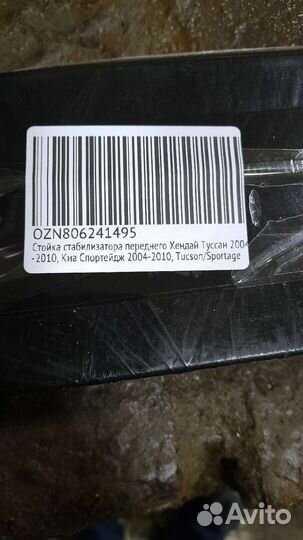 OZN806241495
Стойка стабилизатора переднего Хендай Туссан 2004
-2010, Киа Спортейдж 2004-2010, Tucson/Sportage
Avito